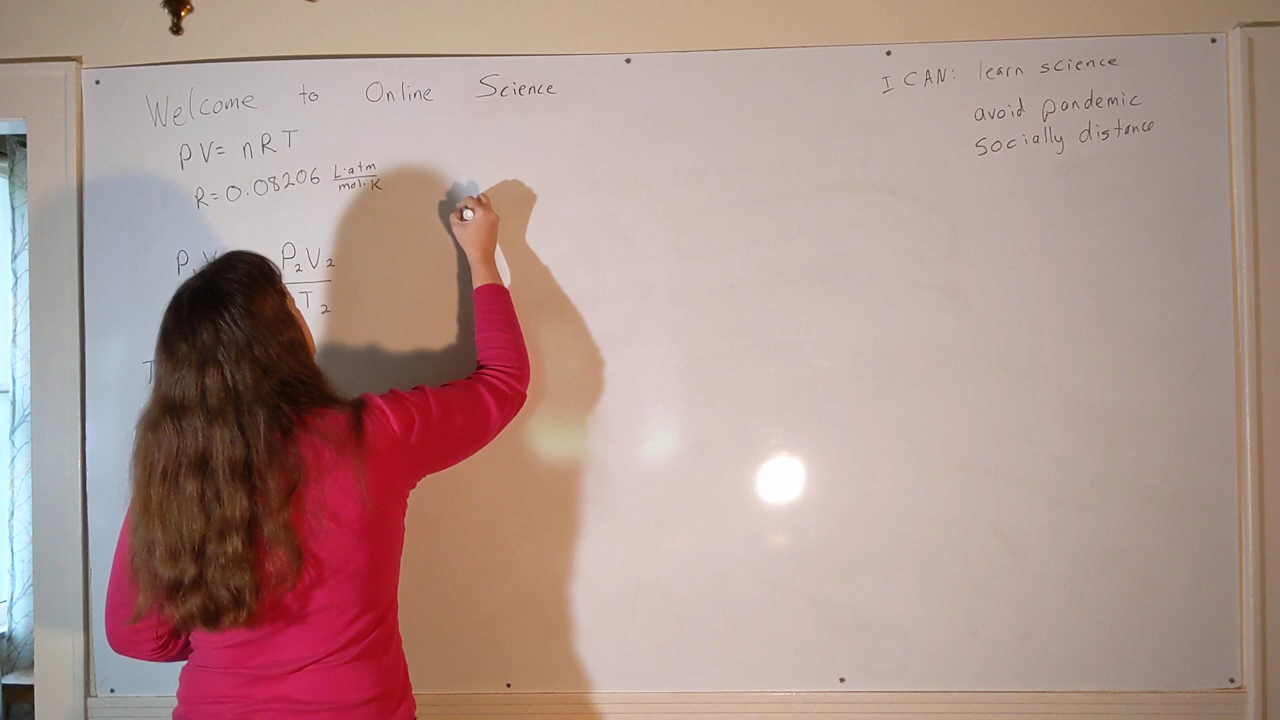 Welcome to Online Science
PV = nRT
R = 0.08206 L·atm / mol·K
P₂V₂
T₂
T
I CAN: learn science
avoid pandemic
socially distance